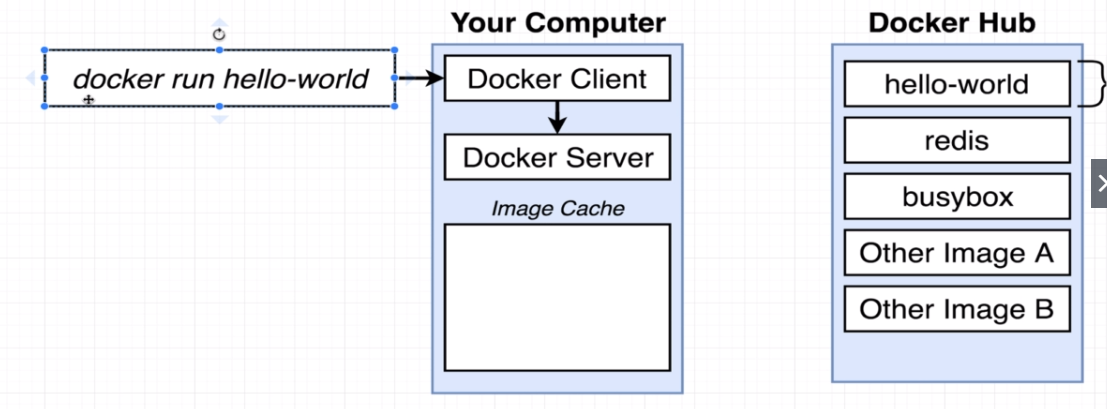 Your Computer
Docker Hub
docker run hello-world
Docker Client
Docker Server
Image Cache
hello-world
redis
busybox
Other Image A
Other Image B